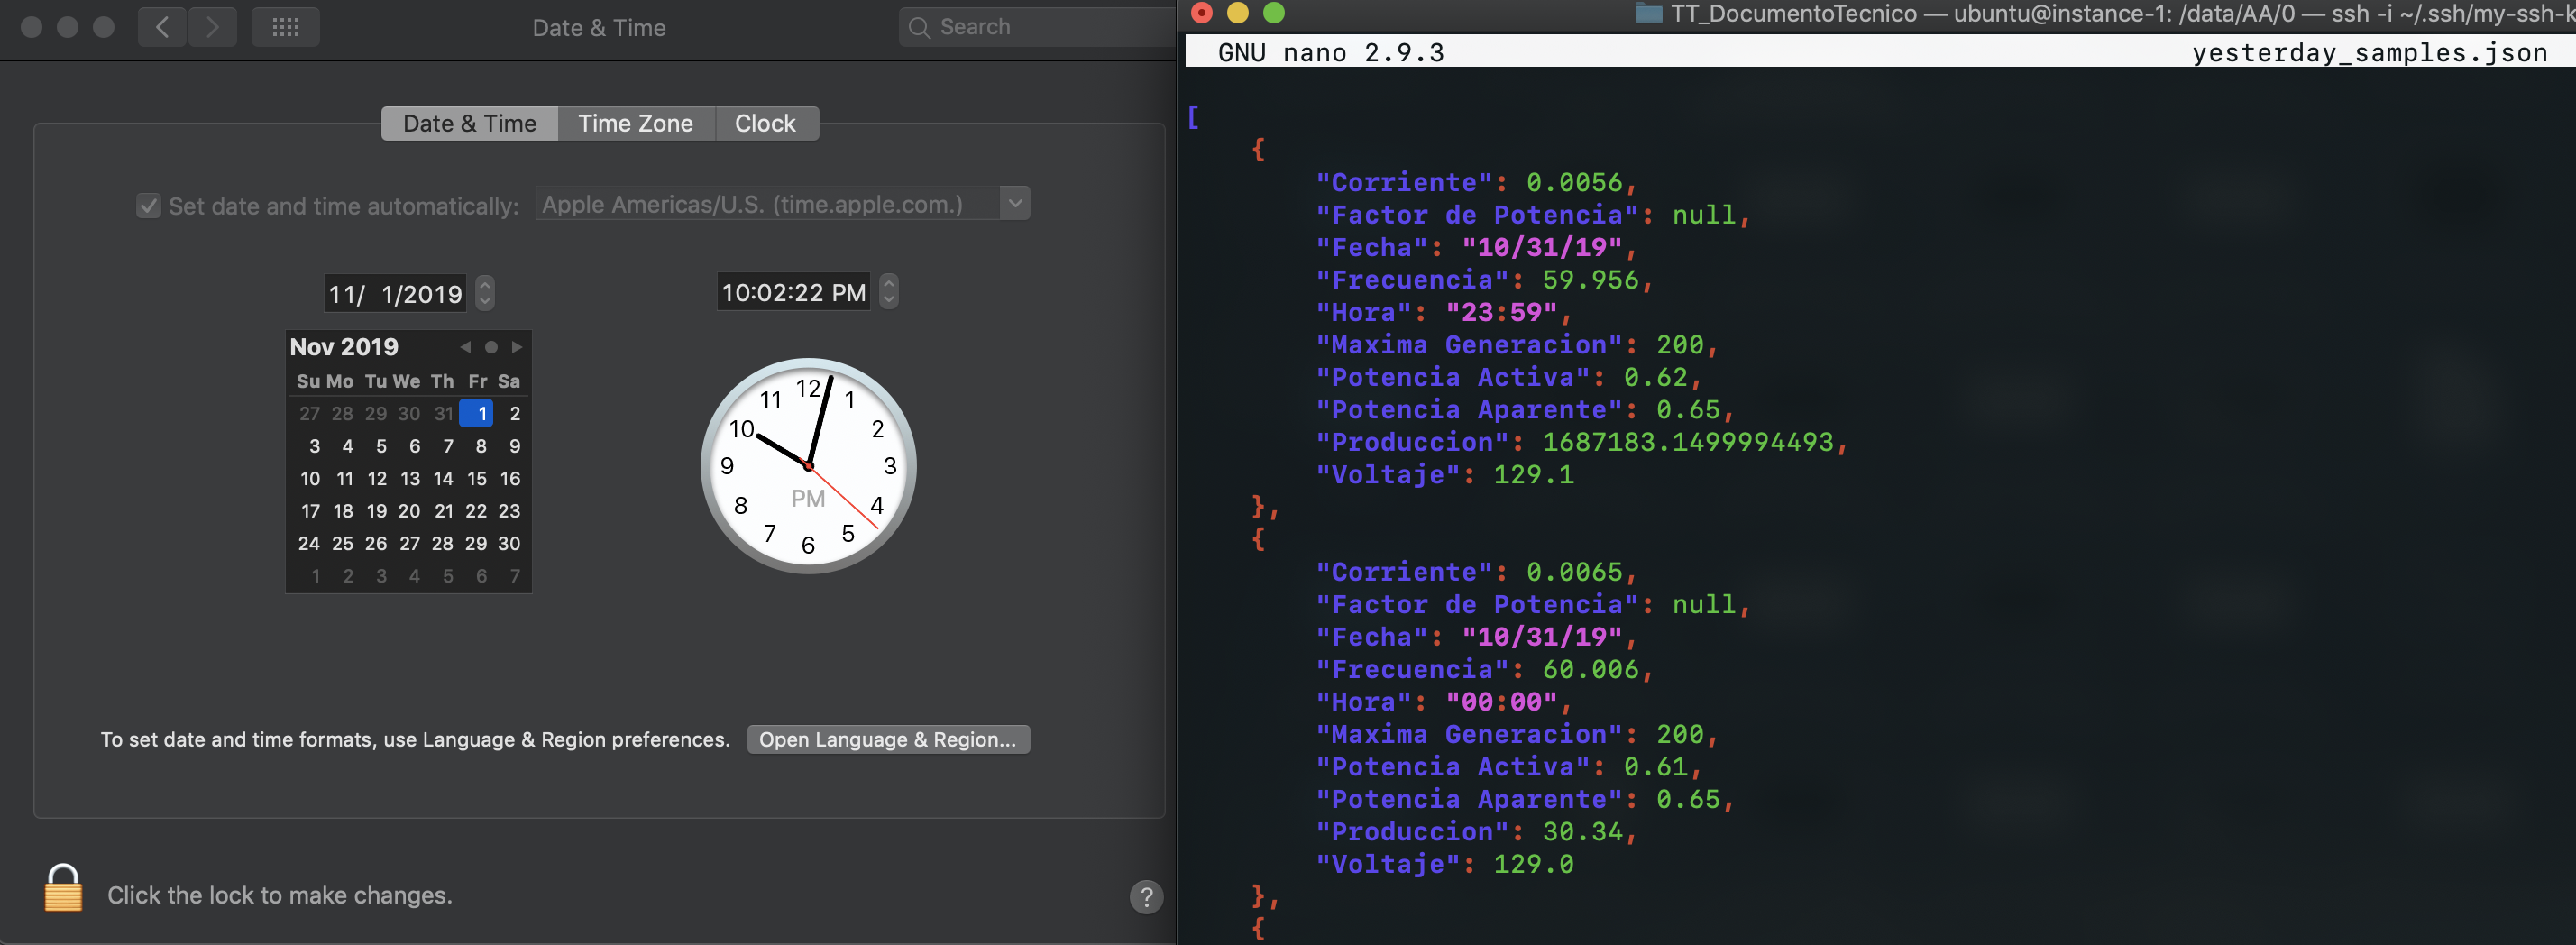 Date & Time
Search
Date & Time Time Zone Clock
Set date and time automatically: Apple Americas/U.S. (time.apple.com.)
11/ 1/2019
10:02:22 PM
Nov 2019
Su Mo Tu We Th Fr Sa
27 28 29 30 31 1 2
3 4 5 6 7 8 9
10 11 12 13 14 15 16
17 18 19 20 21 22 23
24 25 26 27 28 29 30
1 2 3 4 5 6 7
12
1
2
3
4
5
6
7
8
9
10
11
PM
To set date and time formats, use Language & Region preferences. Open Language & Region...
Click the lock to make changes.
?
TT_DocumentoTecnico — ubuntu@instance-1: /data/AA/0 — ssh -i ~/.ssh/my-ssh-k
GNU nano 2.9.3 yesterday_samples.json
[
{
"Corriente": 0.0056,
"Factor de Potencia": null,
"Fecha": "10/31/19",
"Frecuencia": 59.956,
"Hora": "23:59",
"Maxima Generacion": 200,
"Potencia Activa": 0.62,
"Potencia Aparente": 0.65,
"Produccion": 1687183.1499994493,
"Voltaje": 129.1
},
{
"Corriente": 0.0065,
"Factor de Potencia": null,
"Fecha": "10/31/19",
"Frecuencia": 60.006,
"Hora": "00:00",
"Maxima Generacion": 200,
"Potencia Activa": 0.61,
"Potencia Aparente": 0.65,
"Produccion": 30.34,
"Voltaje": 129.0
},
{